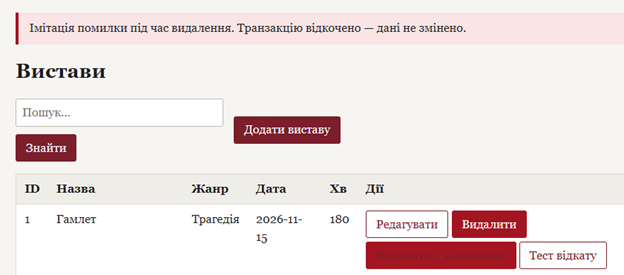 Імітація помилки під час видалення. Транзакцію відкочено — дані не змінено.
Вистави
Пошук...
Додати виставу
Знайти
ID Назва Жанр Дата Хв Дії
1 Гамлет Трагедія 2026-11-15 180 Редагувати Видалити
Тест відкату